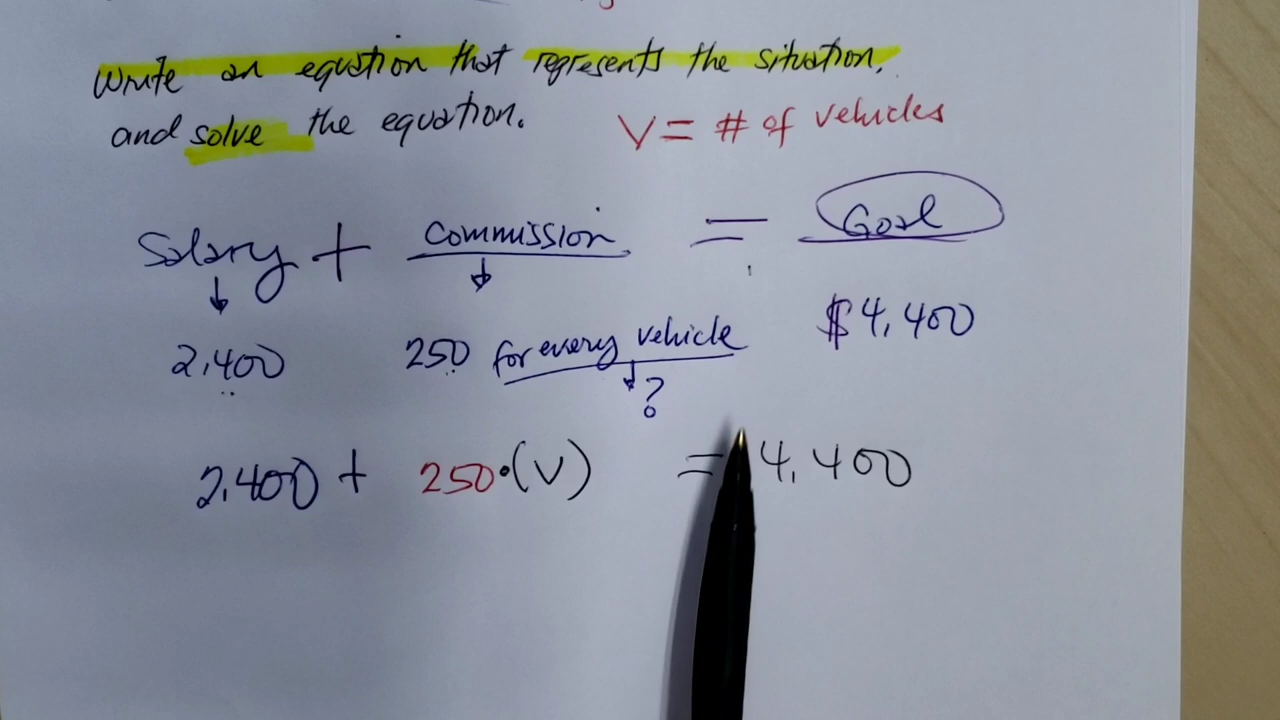 Write an equation that represents the situation,
and solve the equation. V = # of vehicles
Salary + Commission = Goal
2,400 250 for every vehicle $4,400
?
2,400 + 250•(V) = 4,400